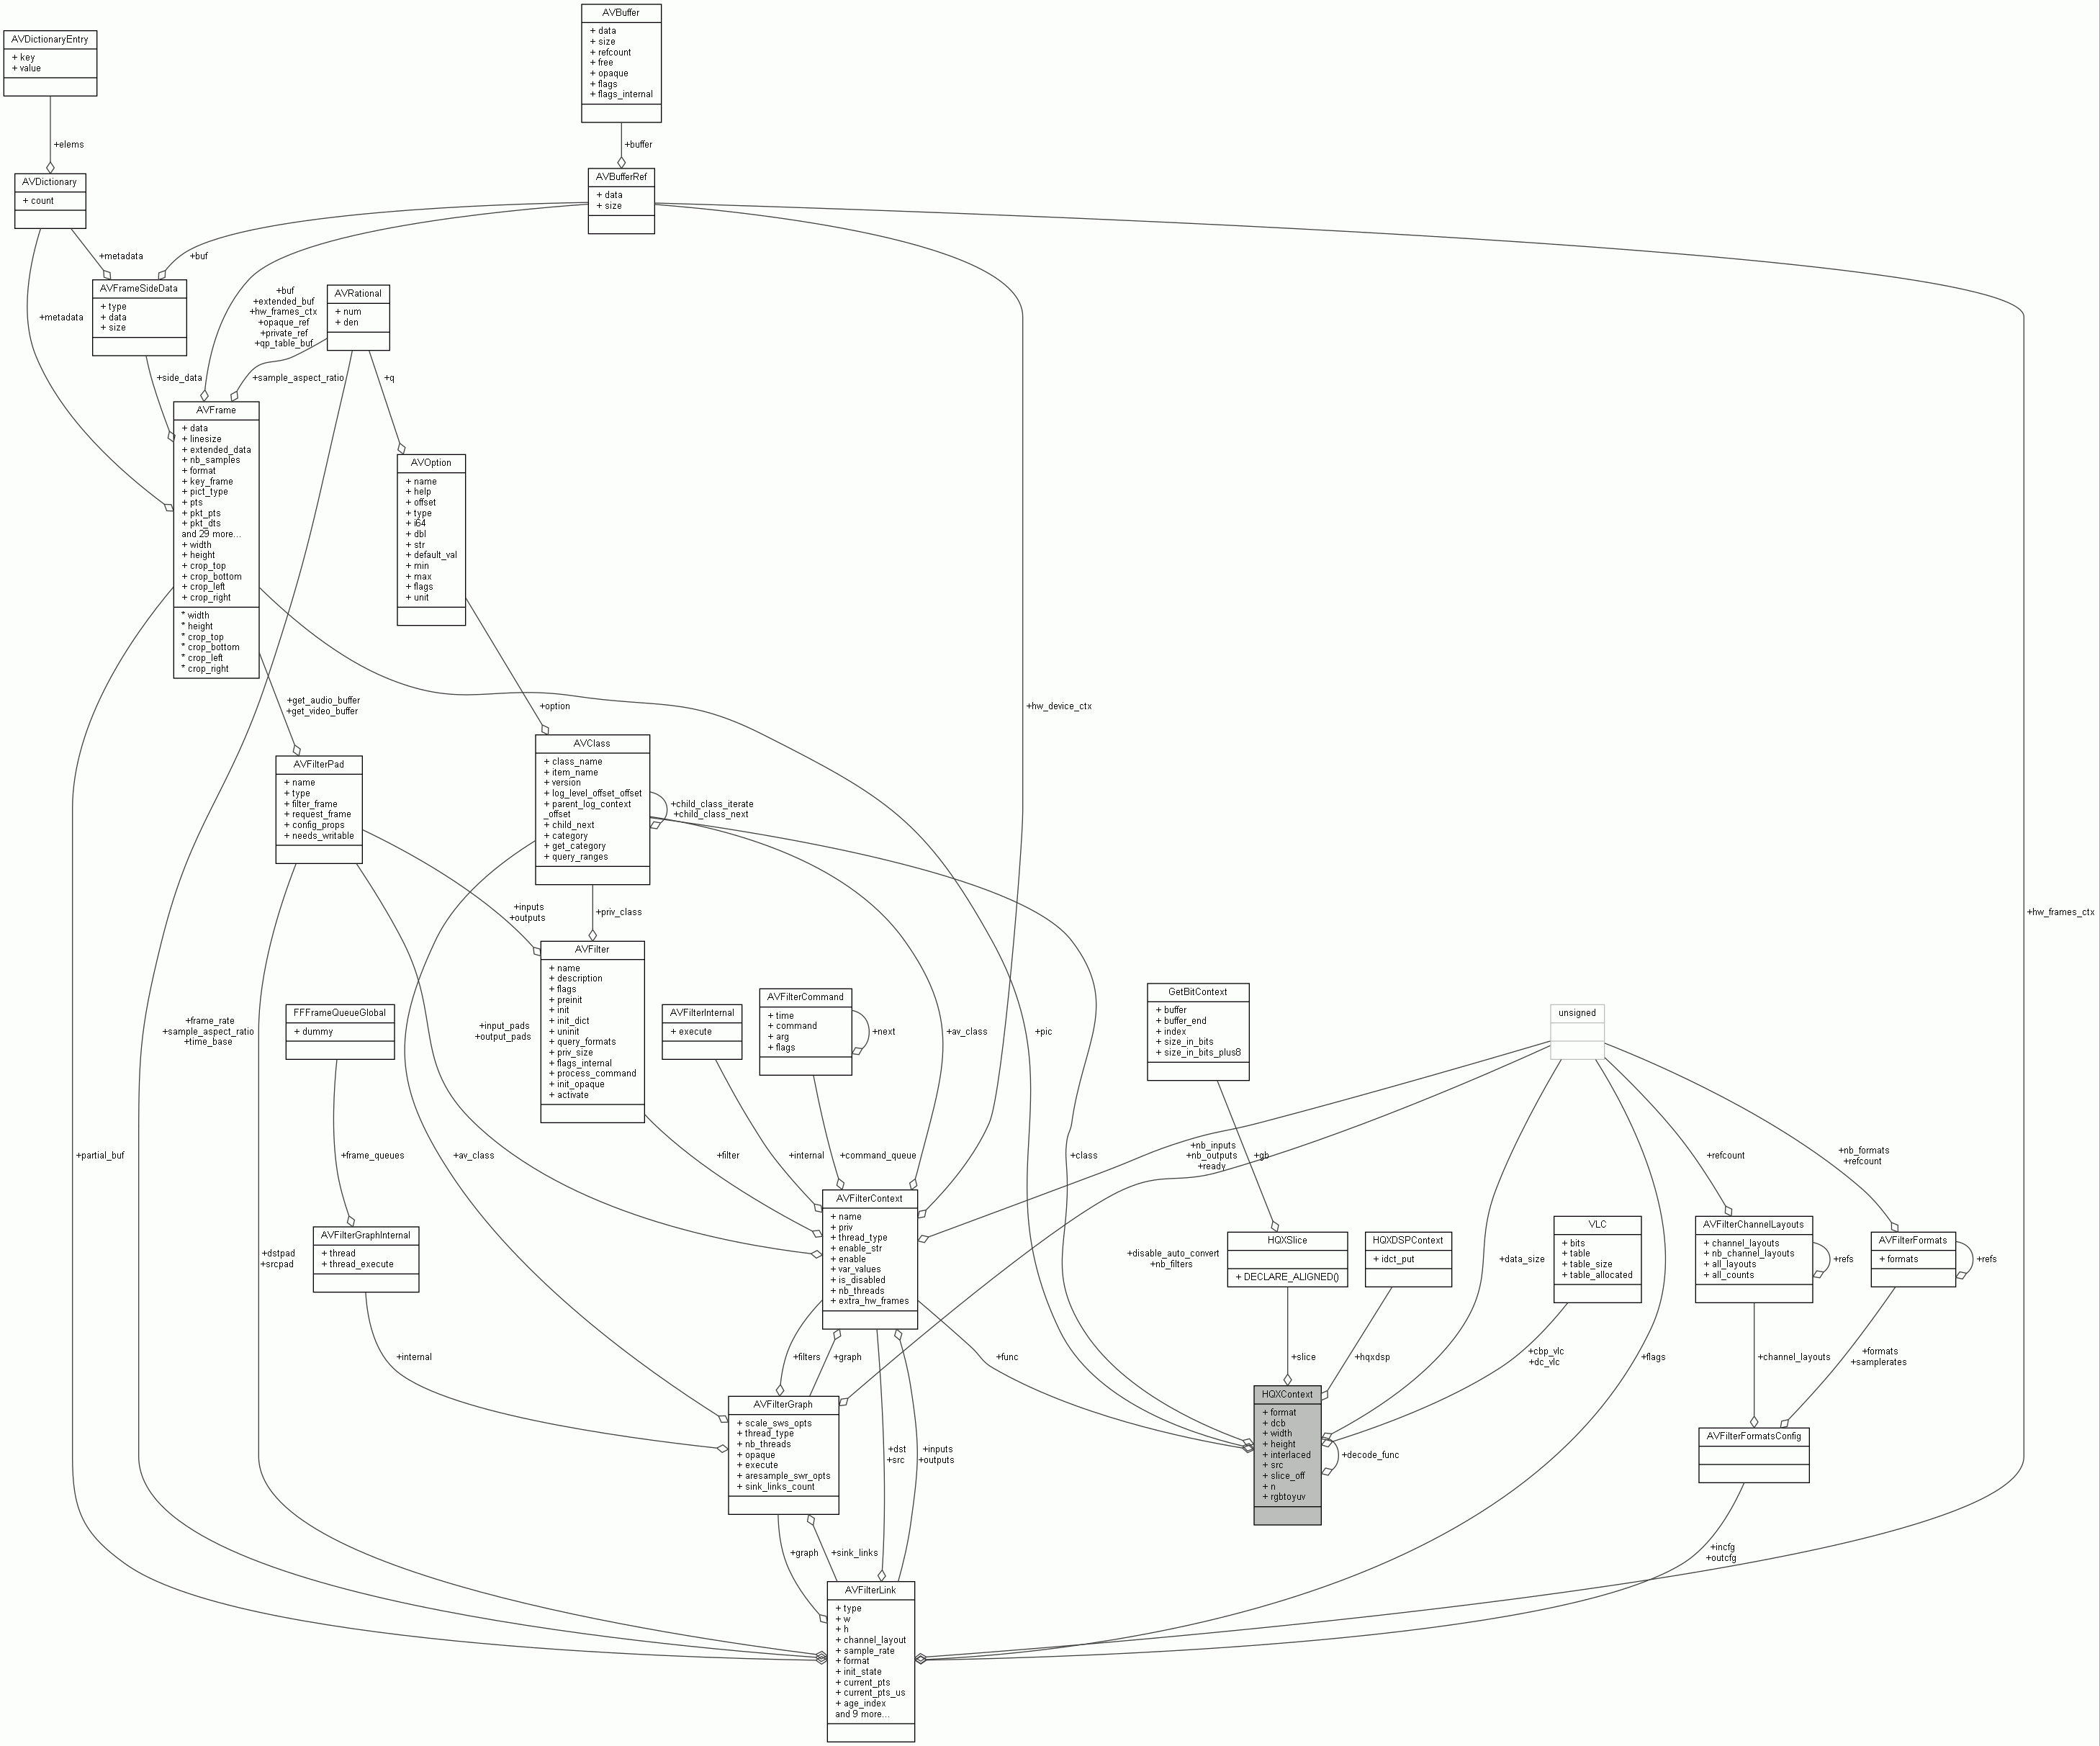 AVBuffer
+ data
+ size
+ refcount
+ free
+ opaque
+ flags
+ flags_internal
AVDictionaryEntry
+ key
+ value
+elems
+buffer
AVDictionary
+ count
AVBufferRef
+ data
+ size
+metadata
+buf
AVFrameSideData
+ type
+ data
+ size
+metadata
+buf
+extended_buf
+hw_frames_ctx
+opaque_ref
+private_ref
+qp_table_buf
AVRational
+ num
+ den
+side_data
+sample_aspect_ratio
+q
AVFrame
+ data
+ linesize
+ extended_data
+ nb_samples
+ format
+ key_frame
+ pict_type
+ pts
+ pkt_pts
+ pkt_dts
and 29 more...
+ width
+ height
+ crop_top
+ crop_bottom
+ crop_left
+ crop_right
* width
* height
* crop_top
* crop_bottom
* crop_left
* crop_right
AVOption
+ name
+ help
+ offset
+ type
+ i64
+ dbl
+ str
+ default_val
+ min
+ max
+ flags
+ unit
+get_audio_buffer
+get_video_buffer
+option
+hw_device_ctx
AVFilterPad
+ name
+ type
+ filter_frame
+ request_frame
+ config_props
+ needs_writable
AVClass
+ class_name
+ item_name
+ version
+ log_level_offset_offset
+ parent_log_context
_offset
+ child_next
+ category
+ get_category
+ query_ranges
+child_class_iterate
+child_class_next
+inputs
+outputs
+priv_class
+hw_frames_ctx
AVFilter
+ name
+ description
+ flags
+ preinit
+ init
+ init_dict
+ uninit
+ query_formats
+ priv_size
+ flags_internal
+ process_command
+ init_opaque
+ activate
+frame_rate
+sample_aspect_ratio
+time_base
FFFrameQueueGlobal
+ dummy
+input_pads
+output_pads
AVFilterInternal
+ execute
AVFilterCommand
+ time
+ command
+ arg
+ flags
+next
+av_class
+pic
GetBitContext
+ buffer
+ buffer_end
+ index
+ size_in_bits
+ size_in_bits_plus8
unsigned
+partial_buf
+frame_queues
+av_class
+filter
+internal
+command_queue
+class
+nb_inputs
+nb_outputs
+ready
+gb
+refcount
+nb_formats
+refcount
AVFilterContext
+ name
+ priv
+ thread_type
+ enable_str
+ enable
+ var_values
+ is_disabled
+ nb_threads
+ extra_hw_frames
+dstpad
+srcpad
AVFilterGraphInternal
+ thread
+ thread_execute
+disable_auto_convert
+nb_filters
HQXSlice
+ DECLARE_ALIGNED()
HQXDSPContext
+ idct_put
+data_size
VLC
+ bits
+ table
+ table_size
+ table_allocated
AVFilterChannelLayouts
+ channel_layouts
+ nb_channel_layouts
+ all_layouts
+ all_counts
+refs
AVFilterFormats
+ formats
+refs
+internal
+filters
+graph
+func
+slice
+hqxdsp
+cbp_vlc
+dc_vlc
+flags
+channel_layouts
+formats
+samplerates
AVFilterGraph
+ scale_sws_opts
+ thread_type
+ nb_threads
+ opaque
+ execute
+ aresample_swr_opts
+ sink_links_count
+dst
+src
+inputs
+outputs
HQXContext
+ format
+ dcb
+ width
+ height
+ interlaced
+ src
+ slice_off
+ n
+ rgbtoyuv
+decode_func
AVFilterFormatsConfig
+graph
+sink_links
+incfg
+outcfg
AVFilterLink
+ type
+ w
+ h
+ channel_layout
+ sample_rate
+ format
+ init_state
+ current_pts
+ current_pts_us
+ age_index
and 9 more...